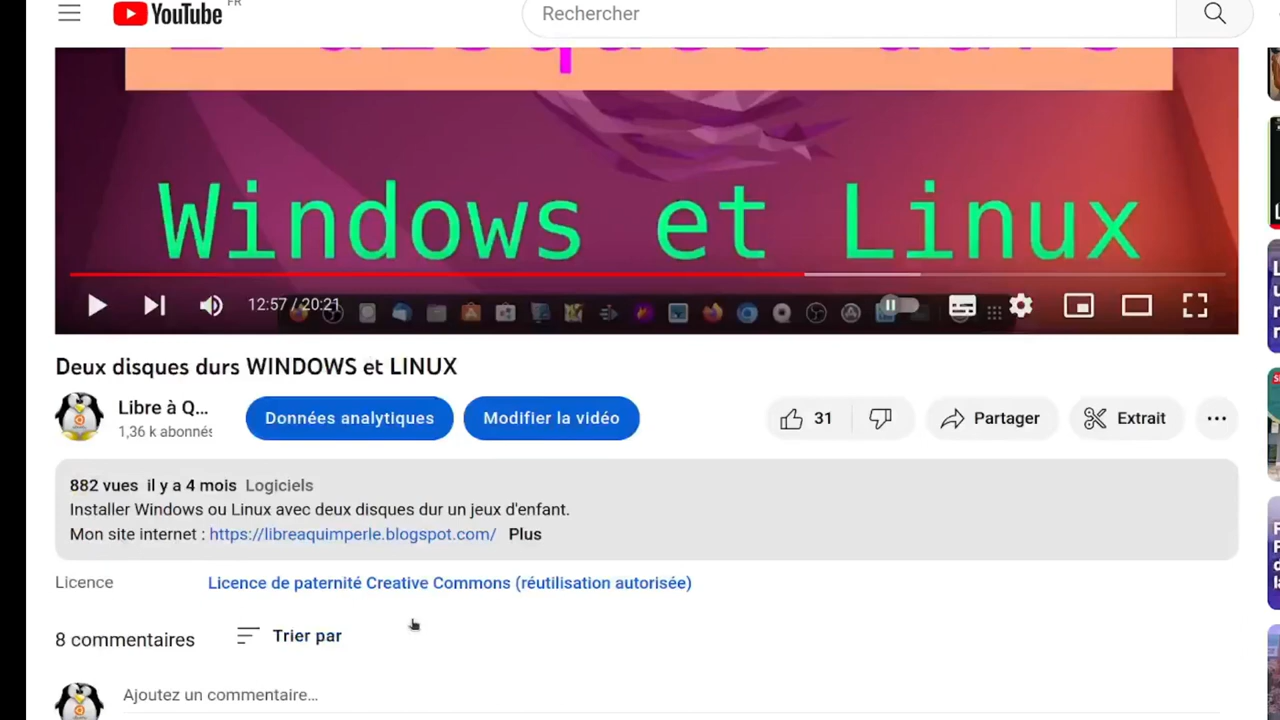 YouTube FR
Rechercher
2 disques durs
Windows et Linux
12:57 / 20:21
Deux disques durs WINDOWS et LINUX
Libre à Q...
1,36 k abonnés
Données analytiques
Modifier la vidéo
31
Partager
Extrait
882 vues il y a 4 mois Logiciels
Installer Windows ou Linux avec deux disques dur un jeux d'enfant.
Mon site internet : https://libreaquimperle.blogspot.com/ Plus
Licence
Licence de paternité Creative Commons (réutilisation autorisée)
8 commentaires
Trier par
Ajoutez un commentaire...